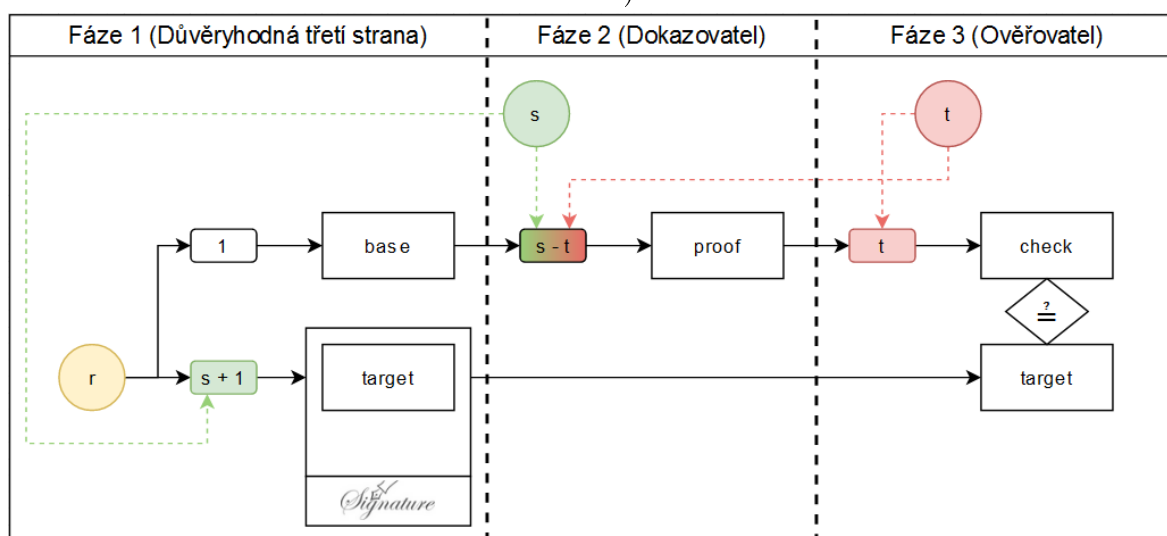 )
Fáze 1 (Důvěryhodná třetí strana)
Fáze 2 (Dokazovatel)
Fáze 3 (Ověřovatel)
s
t
1
base
s - t
proof
t
check
?
=
r
s + 1
target
target
Signature